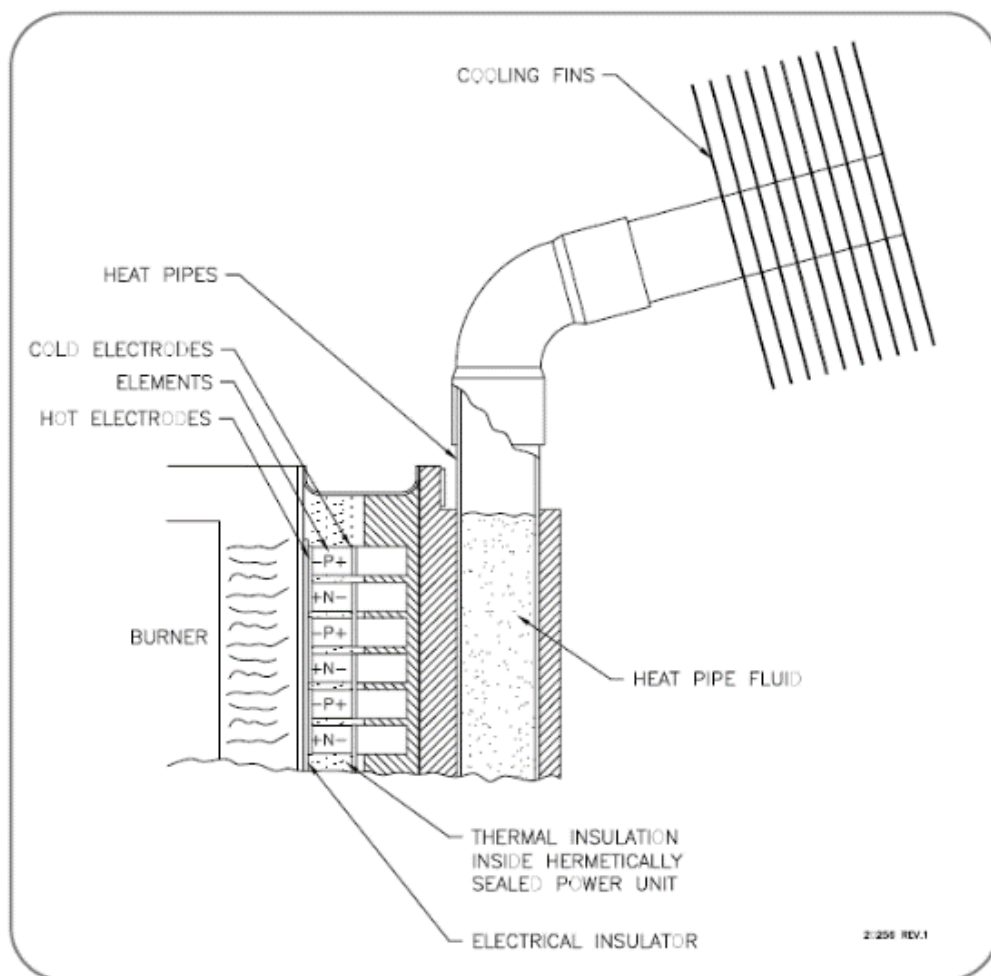 COOLING FINS
HEAT PIPES
COLD ELECTRODES
ELEMENTS
HOT ELECTRODES
-P+
+N-
-P+
+N-
-P+
+N-
BURNER
HEAT PIPE FLUID
THERMAL INSULATION
INSIDE HERMETICALLY
SEALED POWER UNIT
ELECTRICAL INSULATOR
REV.1